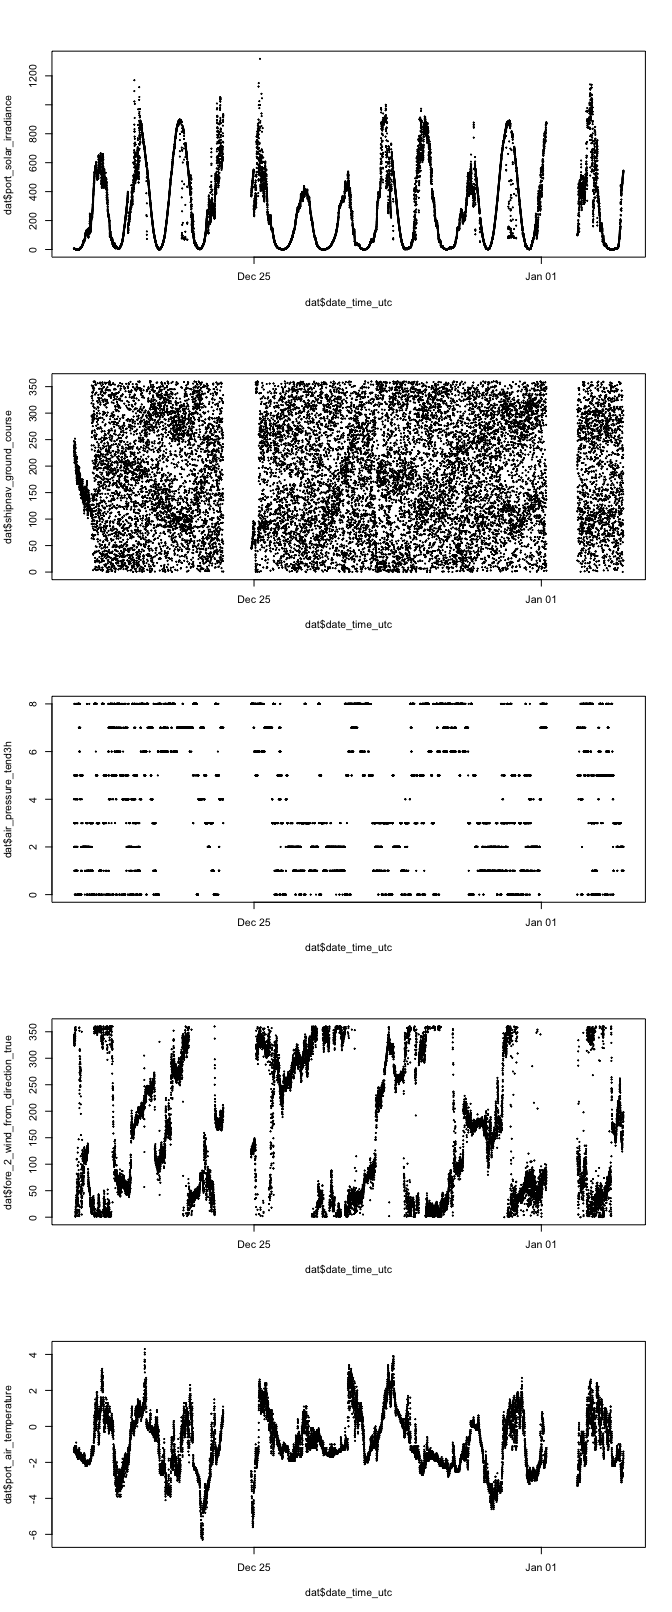 dat$port_solar_irradiance
0 200 400 600 800 1200
Dec 25 Jan 01
dat$date_time_utc
dat$shipnav_ground_course
0 50 100 150 200 250 300 350
Dec 25 Jan 01
dat$date_time_utc
dat$air_pressure_tend3h
0 2 4 6 8
Dec 25 Jan 01
dat$date_time_utc
dat$fore_2_wind_from_direction_true
0 50 100 150 200 250 300 350
Dec 25 Jan 01
dat$date_time_utc
dat$port_air_temperature
-6 -4 -2 0 2 4
Dec 25 Jan 01
dat$date_time_utc